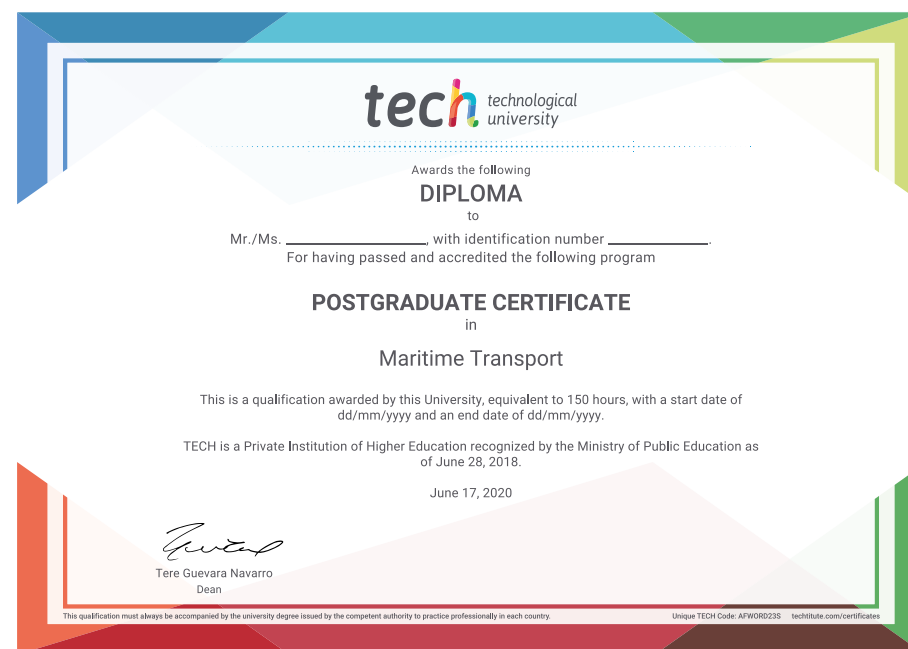 tech technological
university
Awards the following
DIPLOMA
to
Mr./Ms. ____________________, with identification number ______________.
For having passed and accredited the following program
POSTGRADUATE CERTIFICATE
in
Maritime Transport
This is a qualification awarded by this University, equivalent to 150 hours, with a start date of
dd/mm/yyyy and an end date of dd/mm/yyyy.
TECH is a Private Institution of Higher Education recognized by the Ministry of Public Education as
of June 28, 2018.
June 17, 2020
Tere Guevara Navarro
Dean
This qualification must always be accompanied by the university degree issued by the competent authority to practice professionally in each country. Unique TECH Code: AFWORD23S techtitute.com/certificates